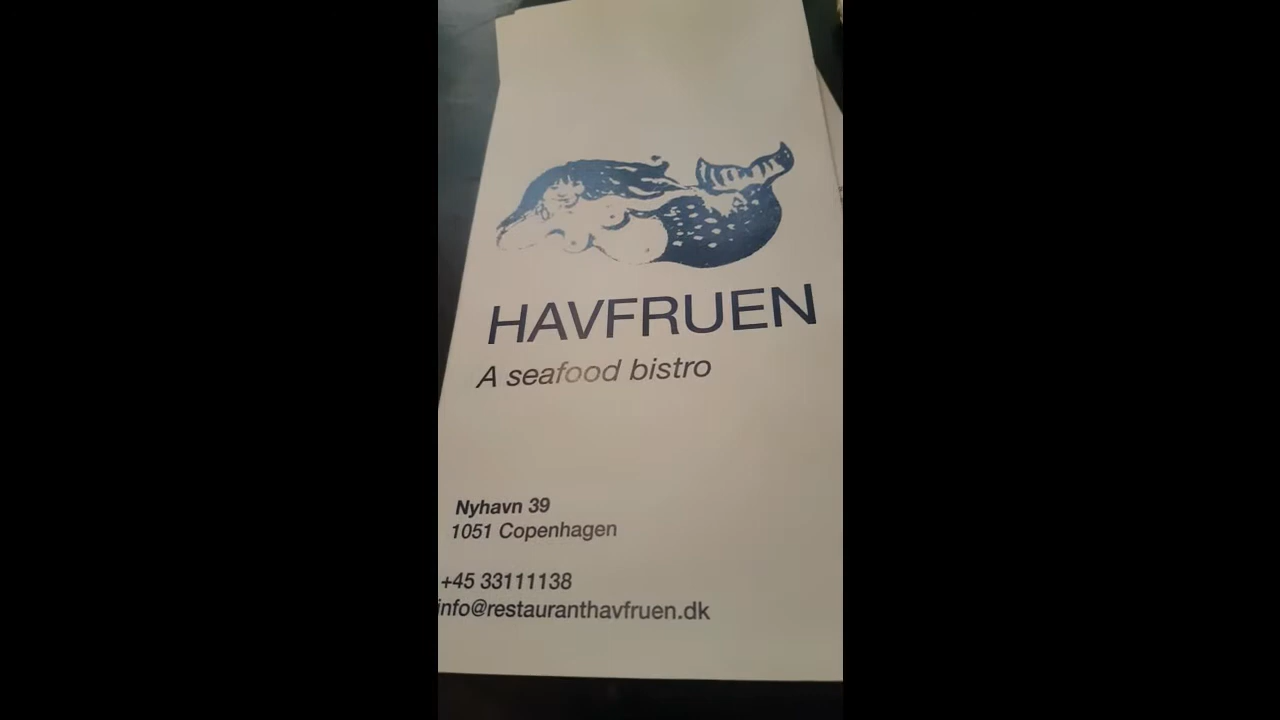 HAVFRUEN
A seafood bistro
Nyhavn 39
1051 Copenhagen
+45 33111138
info@restauranthavfruen.dk